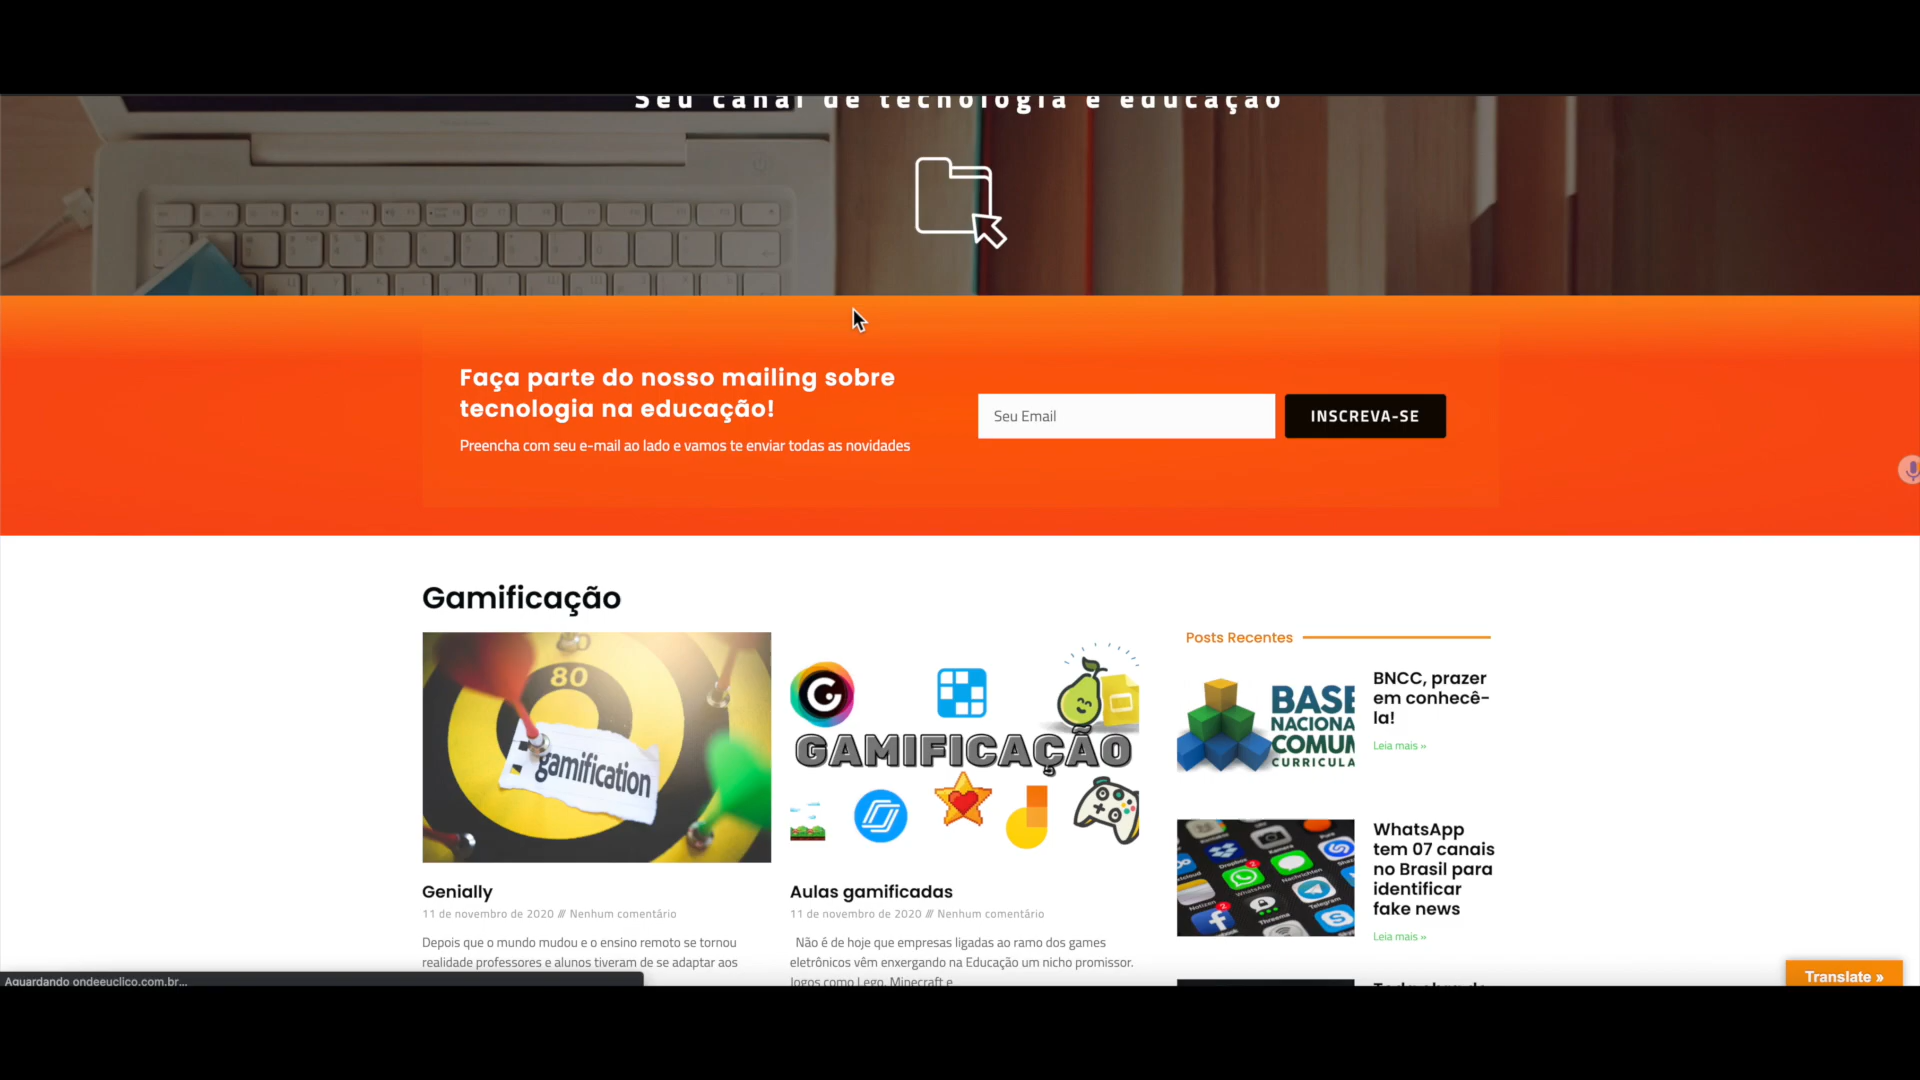 Seu canal de tecnologia e educação
Faça parte do nosso mailing sobre
tecnologia na educação!
Preencha com seu e-mail ao lado e vamos te enviar todas as novidades
Seu Email
INSCREVA-SE
Gamificação
80
gamification
GAMIFICAÇÃO
Genially
11 de novembro de 2020 /// Nenhum comentário
Depois que o mundo mudou e o ensino remoto se tornou
realidade professores e alunos tiveram de se adaptar aos
Aulas gamificadas
11 de novembro de 2020 /// Nenhum comentário
Não é de hoje que empresas ligadas ao ramo dos games
eletrônicos vêm enxergando na Educação um nicho promissor.
Jogos como Lego, Minecraft e
Posts Recentes
BASE
NACIONA
COMUM
CURRICULA
BNCC, prazer
em conhecê-
la!
Leia mais »
WhatsApp
tem 07 canais
no Brasil para
identificar
fake news
Leia mais »
Aguardando ondeeuclico.com.br...
Translate »